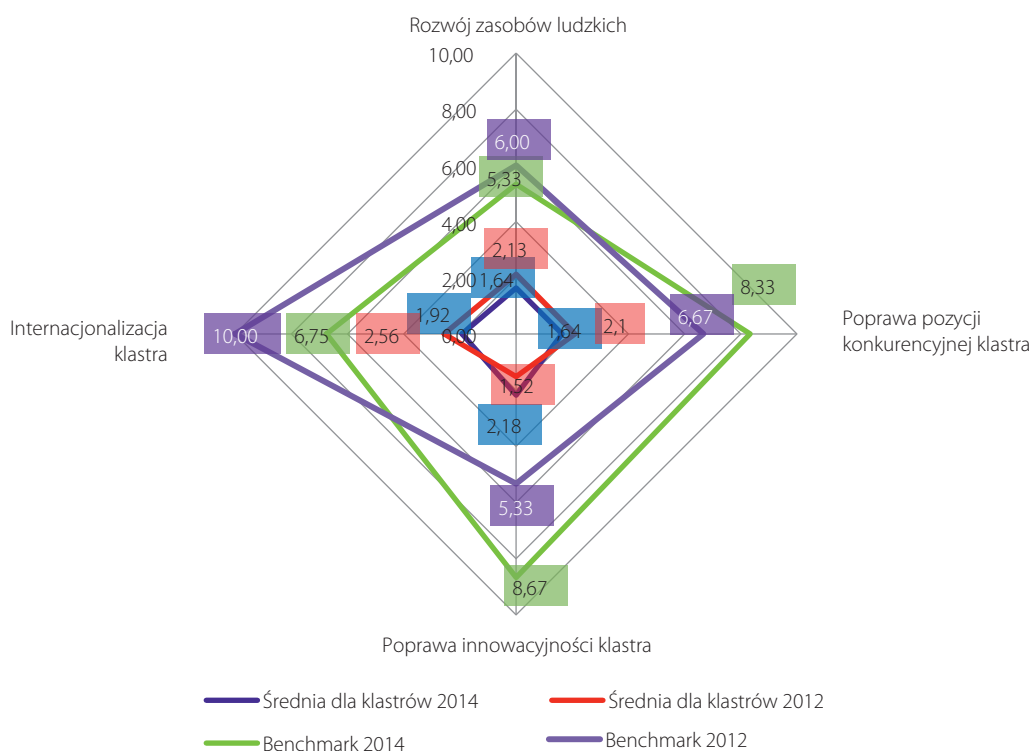 Rozwój zasobów ludzkich
10,00
8,00
6,00
6,00
5,33
4,00
2,13
2,00
1,64
1,92
8,33
Internacjonalizacja
klastra
10,00
6,75
2,56
0,00
1,64
2,1
6,67
Poprawa pozycji
konkurencyjnej klastra
1,52
2,18
5,33
8,67
Poprawa innowacyjności klastra
Średnia dla klastrów 2014
Średnia dla klastrów 2012
Benchmark 2014
Benchmark 2012